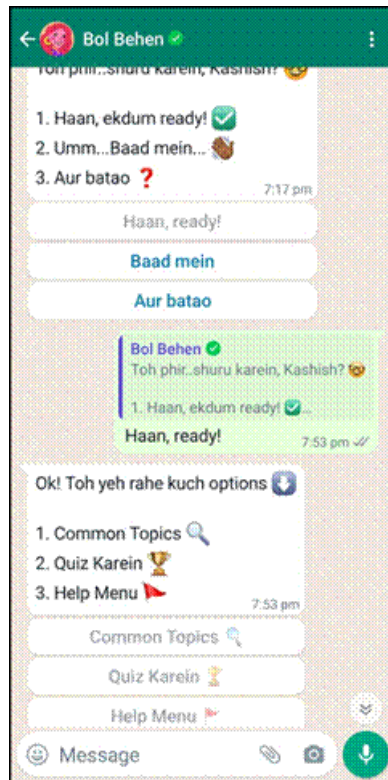 Bol Behen
Toh phir..shuru karein, Kashish? 🤓
1. Haan, ekdum ready! ✅
2. Umm...Baad mein... 👋🏾
3. Aur batao ❓
7:17 pm
Haan, ready!
Baad mein
Aur batao
Bol Behen
Toh phir..shuru karein, Kashish? 🤓
1. Haan, ekdum ready! ✅...
Haan, ready!
7:53 pm
Ok! Toh yeh rahe kuch options ⬇️
1. Common Topics 🔍
2. Quiz Karein 🏆
3. Help Menu 🚩
7:53 pm
Common Topics 🔍
Quiz Karein 🏆
Help Menu 🚩
Message